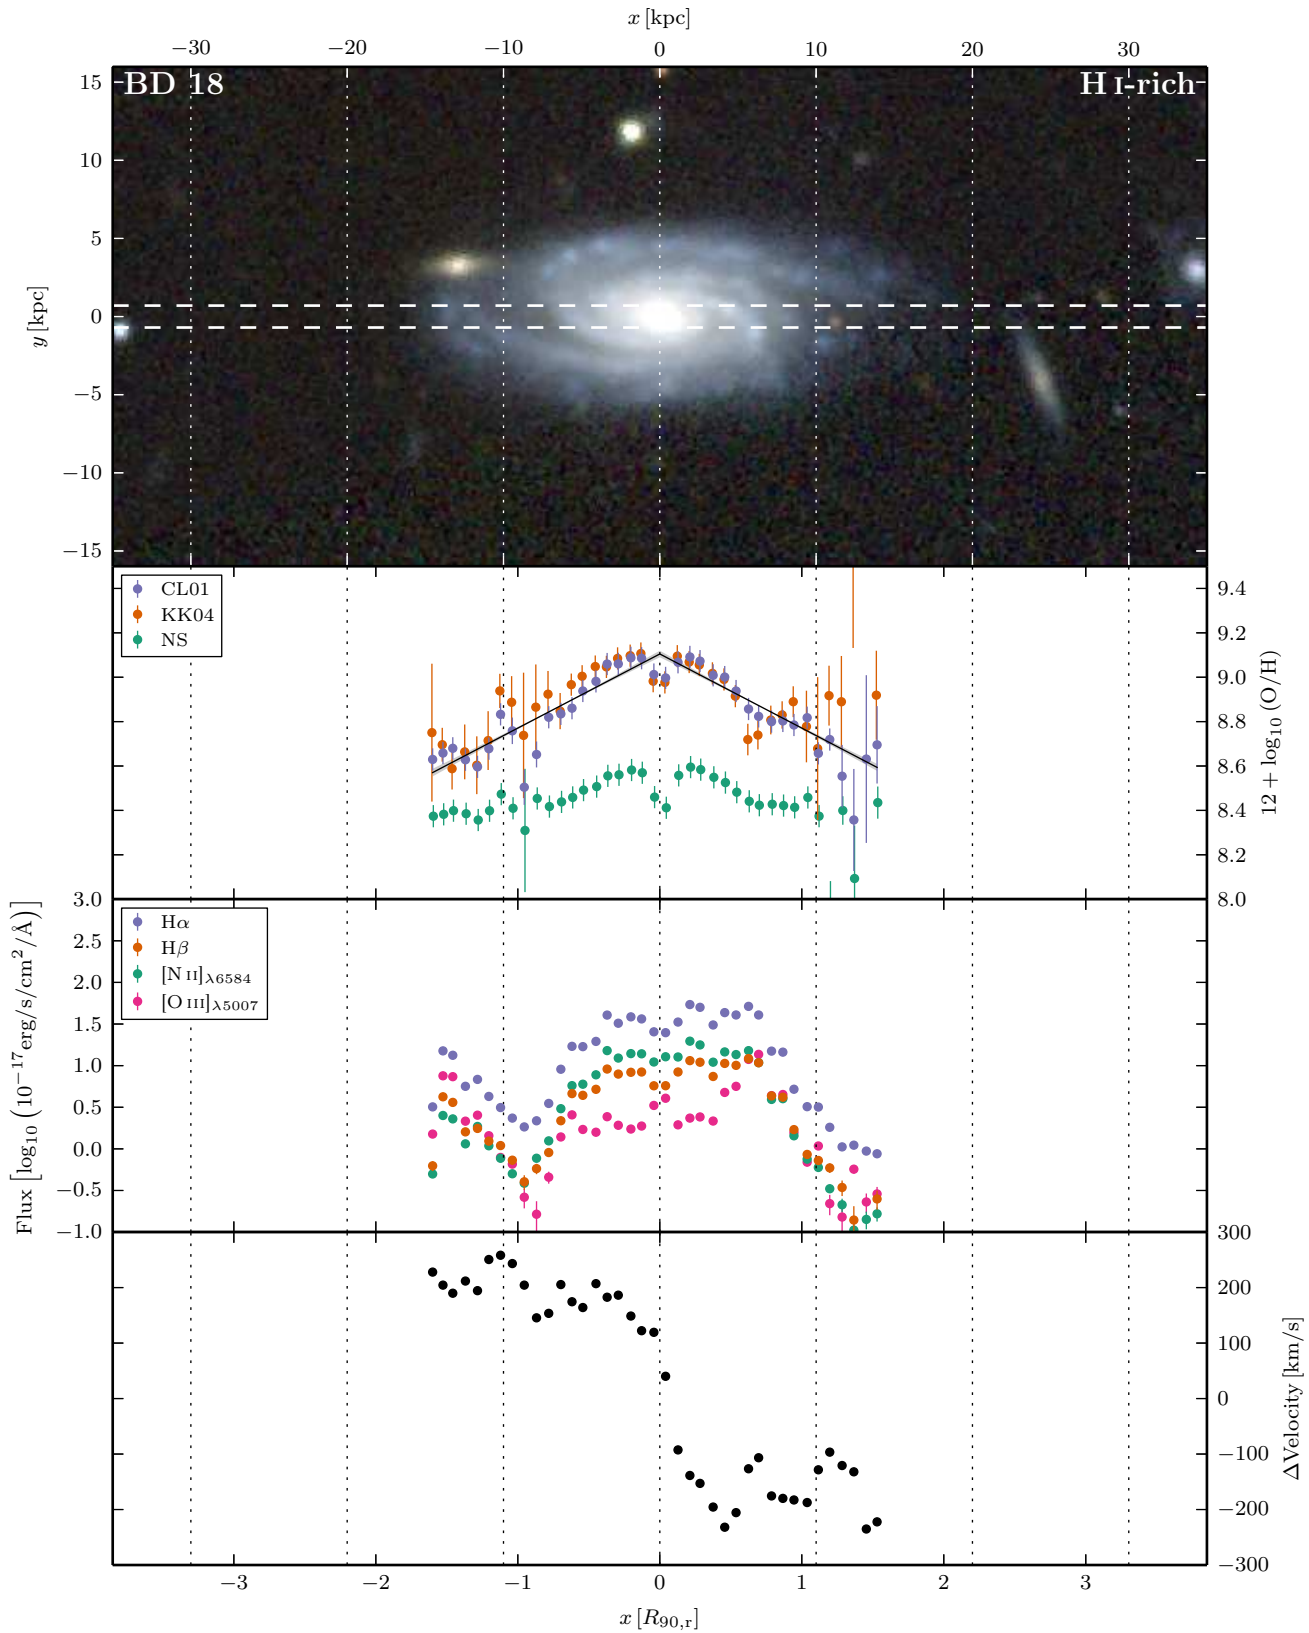 x [kpc]
−30 −20 −10 0 10 20 30
BD 18 H I-rich
15
10
5
0
−5
−10
−15
y [kpc]
CL01
KK04
NS
9.4
9.2
9.0
8.8
8.6
8.4
8.2
8.0
12 + log₁₀ (O/H)
Hα
Hβ
[N II]λ6584
[O III]λ5007
3.0
2.5
2.0
1.5
1.0
0.5
0.0
−0.5
−1.0
Flux [log₁₀ (10⁻¹⁷erg/s/cm²/Å)]
300
200
100
0
−100
−200
−300
ΔVelocity [km/s]
−3 −2 −1 0 1 2 3
x [R₉₀,ᵣ]